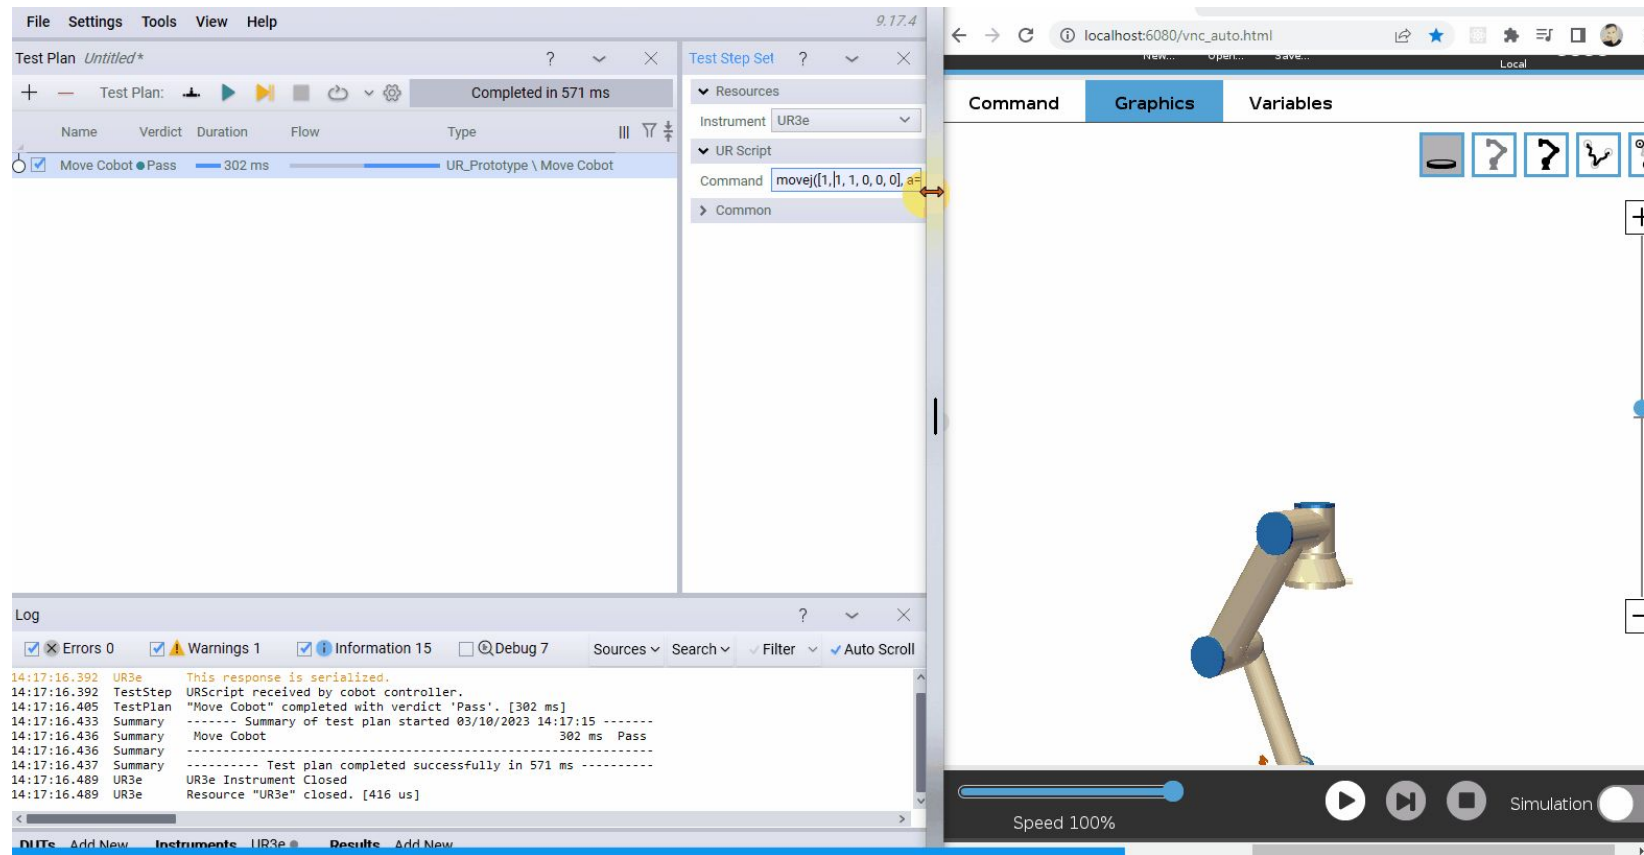 File Settings Tools View Help 9.17.4
Test Plan Untitled*
Test Plan: Completed in 571 ms
Name Verdict Duration Flow Type
Move Cobot Pass 302 ms UR_Prototype \ Move Cobot
Test Step Set
Resources
Instrument UR3e
UR Script
Command movej([1, 1, 1, 0, 0, 0], a=
Common
Log
Errors 0 Warnings 1 Information 15 Debug 7 Sources Search Filter Auto Scroll
14:17:16.392 UR3e This response is serialized.
14:17:16.392 TestStep URScript received by cobot controller.
14:17:16.405 TestPlan "Move Cobot" completed with verdict 'Pass'. [302 ms]
14:17:16.433 Summary ------- Summary of test plan started 03/10/2023 14:17:15 -------
14:17:16.436 Summary Move Cobot 302 ms Pass
14:17:16.436 Summary ------------------------------------------------------------
14:17:16.437 Summary ---------- Test plan completed successfully in 571 ms ----------
14:17:16.489 UR3e UR3e Instrument Closed
14:17:16.489 UR3e Resource "UR3e" closed. [416 us]
DUTs Add New Instruments UR3e Results Add New
localhost:6080/vnc_auto.html
New... Open... Save... Local
Command Graphics Variables
Speed 100%
Simulation